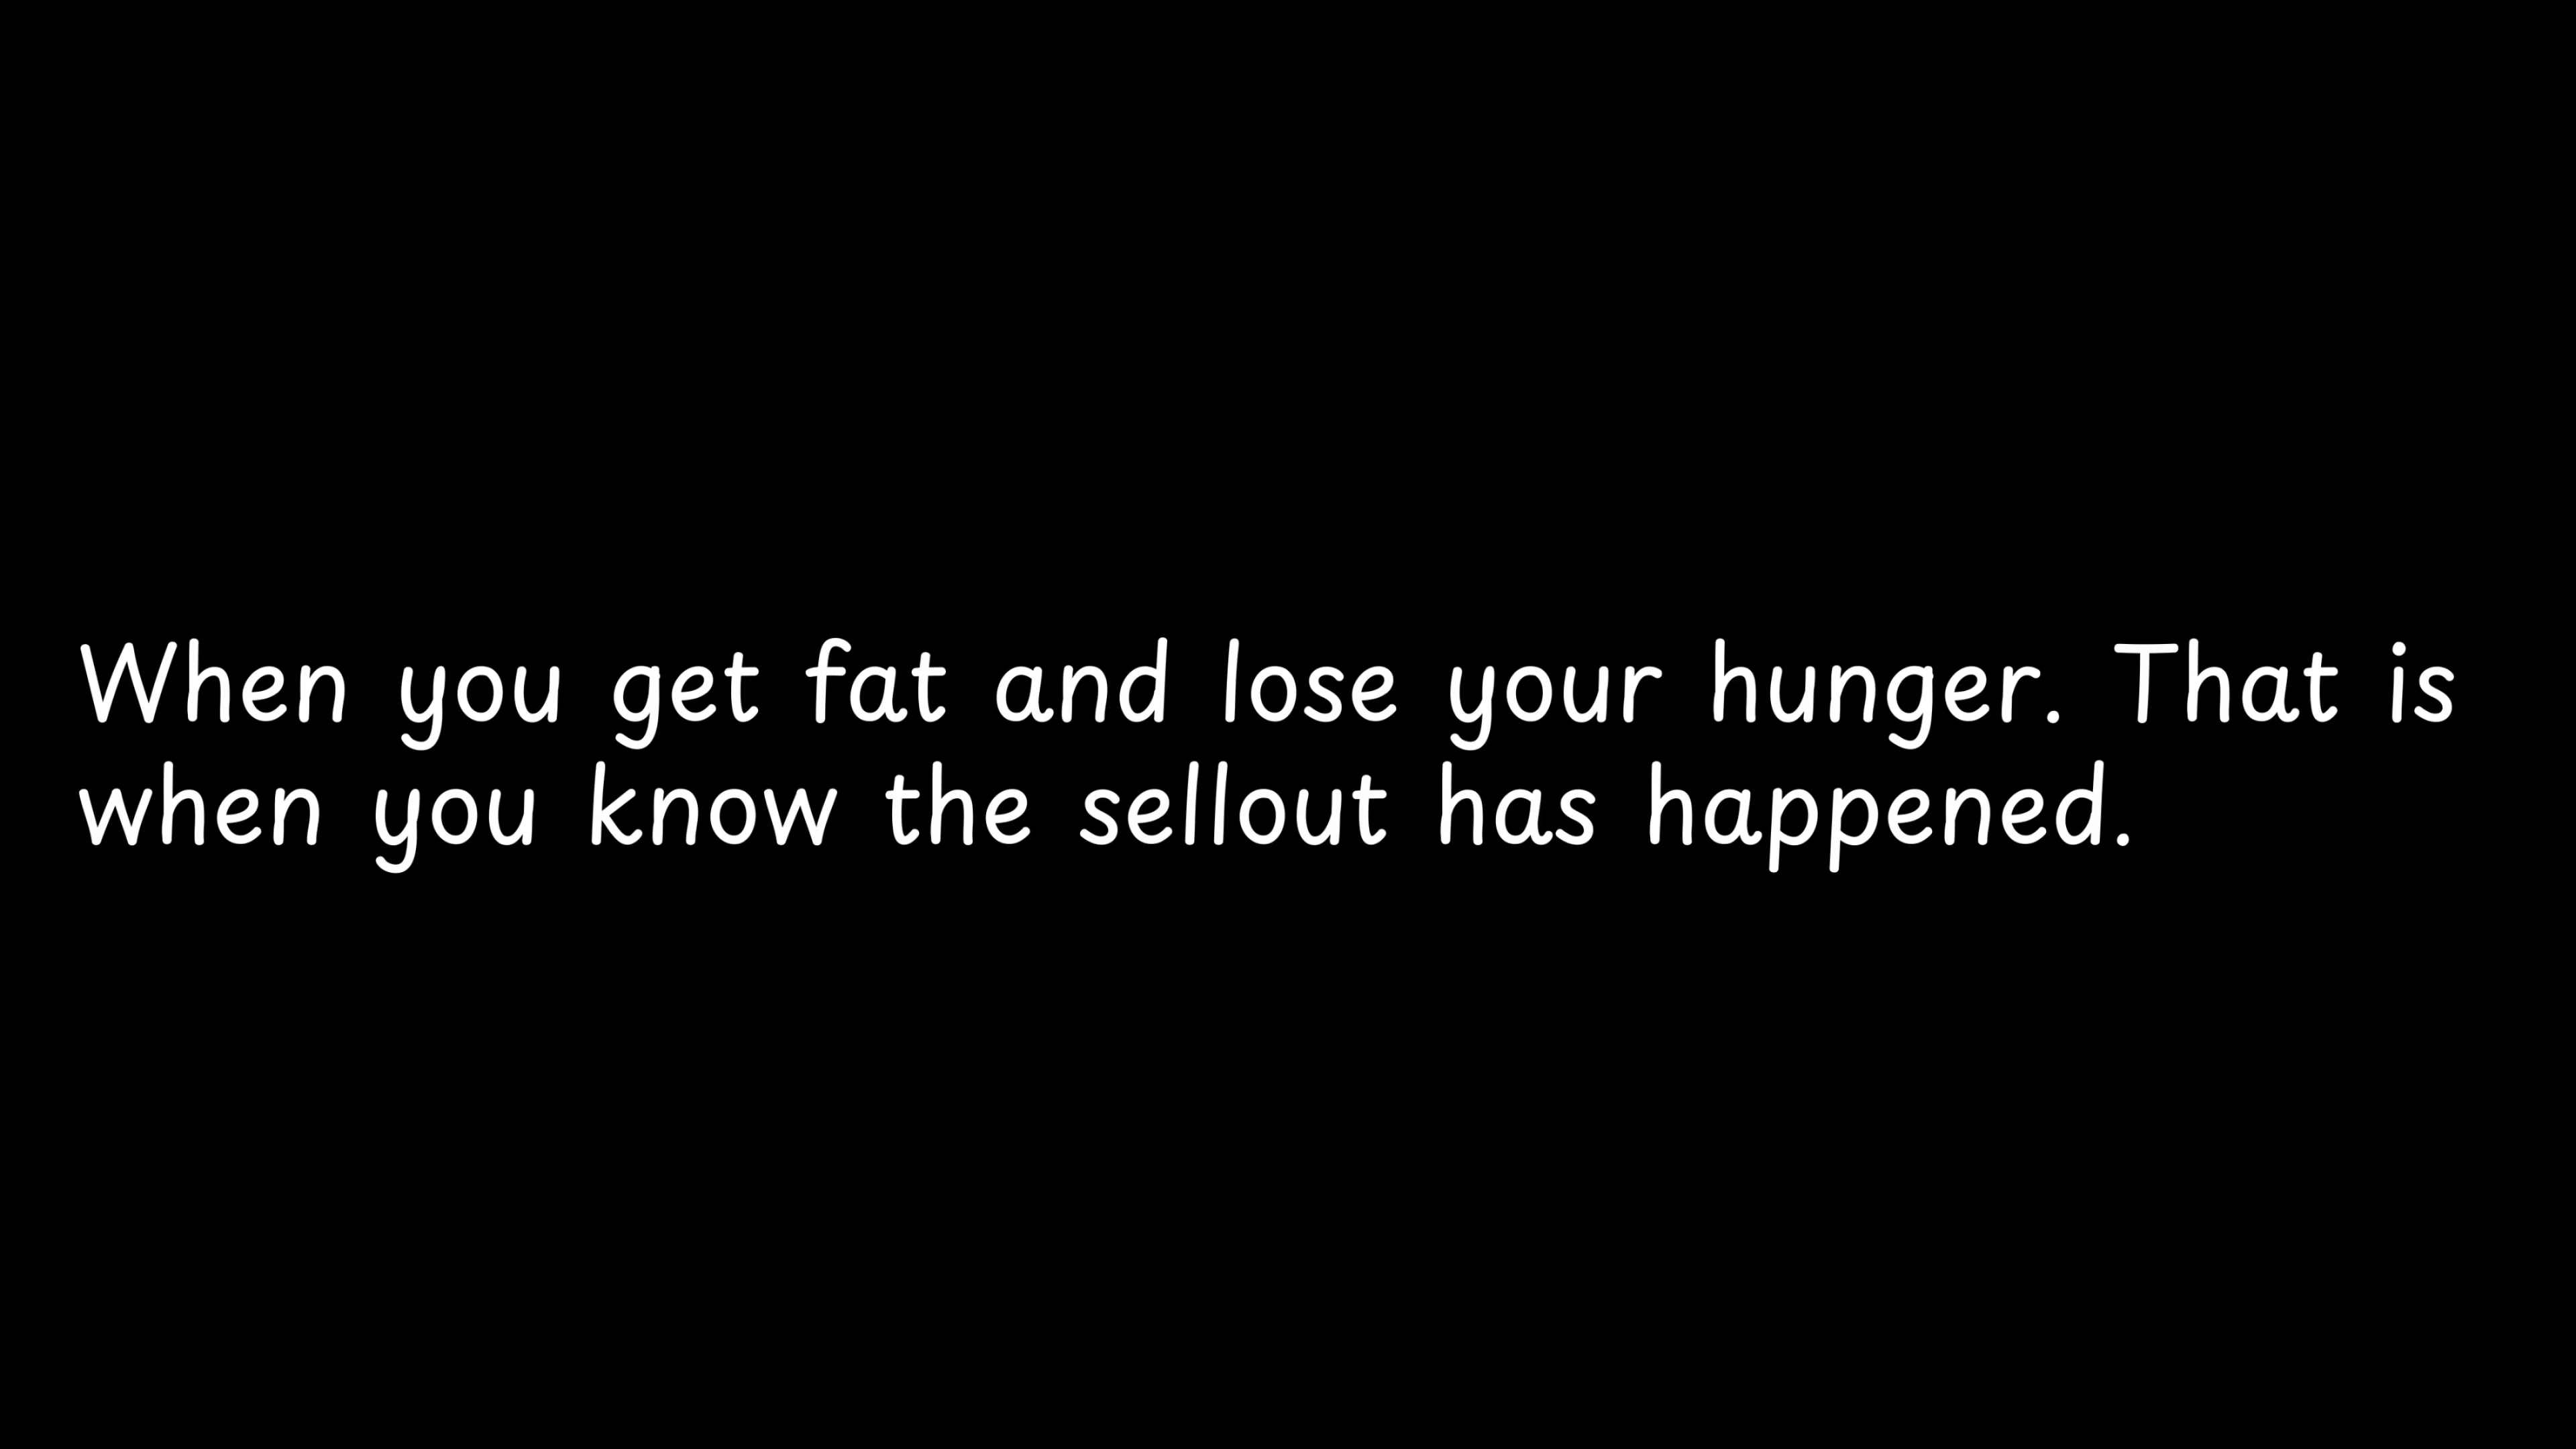 When you get fat and lose your hunger. That is
when you know the sellout has happened.